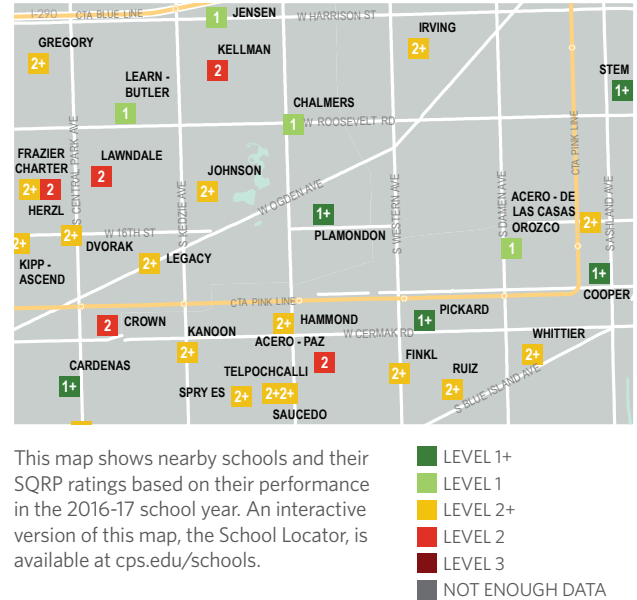 JENSEN
I-290
CTA BLUE LINE
W HARRISON ST
1
IRVING
GREGORY
KELLMAN
2+
2+
2
STEM
LEARN -
BUTLER
1+
CHALMERS
1
1
W ROOSEVELT RD
S CENTRAL PARK AVE
CTA PINK LINE
FRAZIER
CHARTER
LAWNDALE
2
JOHNSON
2+
2
2+
HERZL
S KEDZIE AVE
W OGDEN AVE
S WESTERN AVE
S DAMEN AVE
S ASHLAND AVE
ACERO - DE
LAS CASAS
OROZCO
1+
2+
W 16TH ST
PLAMONDON
2+
2+
DVORAK
1
LEGACY
2+
KIPP -
ASCEND
1+
COOPER
CTA PINK LINE
2
CROWN
2+
HAMMOND
1+
PICKARD
KANOON
W CERMAK RD
WHITTIER
ACERO - PAZ
2+
2
2+
FINKL
CARDENAS
TELPOCHCALLI
2+
RUIZ
1+
2+
S BLUE ISLAND AVE
SPRY ES
2+
2+2+
SAUCEDO
This map shows nearby schools and their
SQRP ratings based on their performance
in the 2016-17 school year. An interactive
version of this map, the School Locator, is
available at cps.edu/schools.
LEVEL 1+
LEVEL 1
LEVEL 2+
LEVEL 2
LEVEL 3
NOT ENOUGH DATA